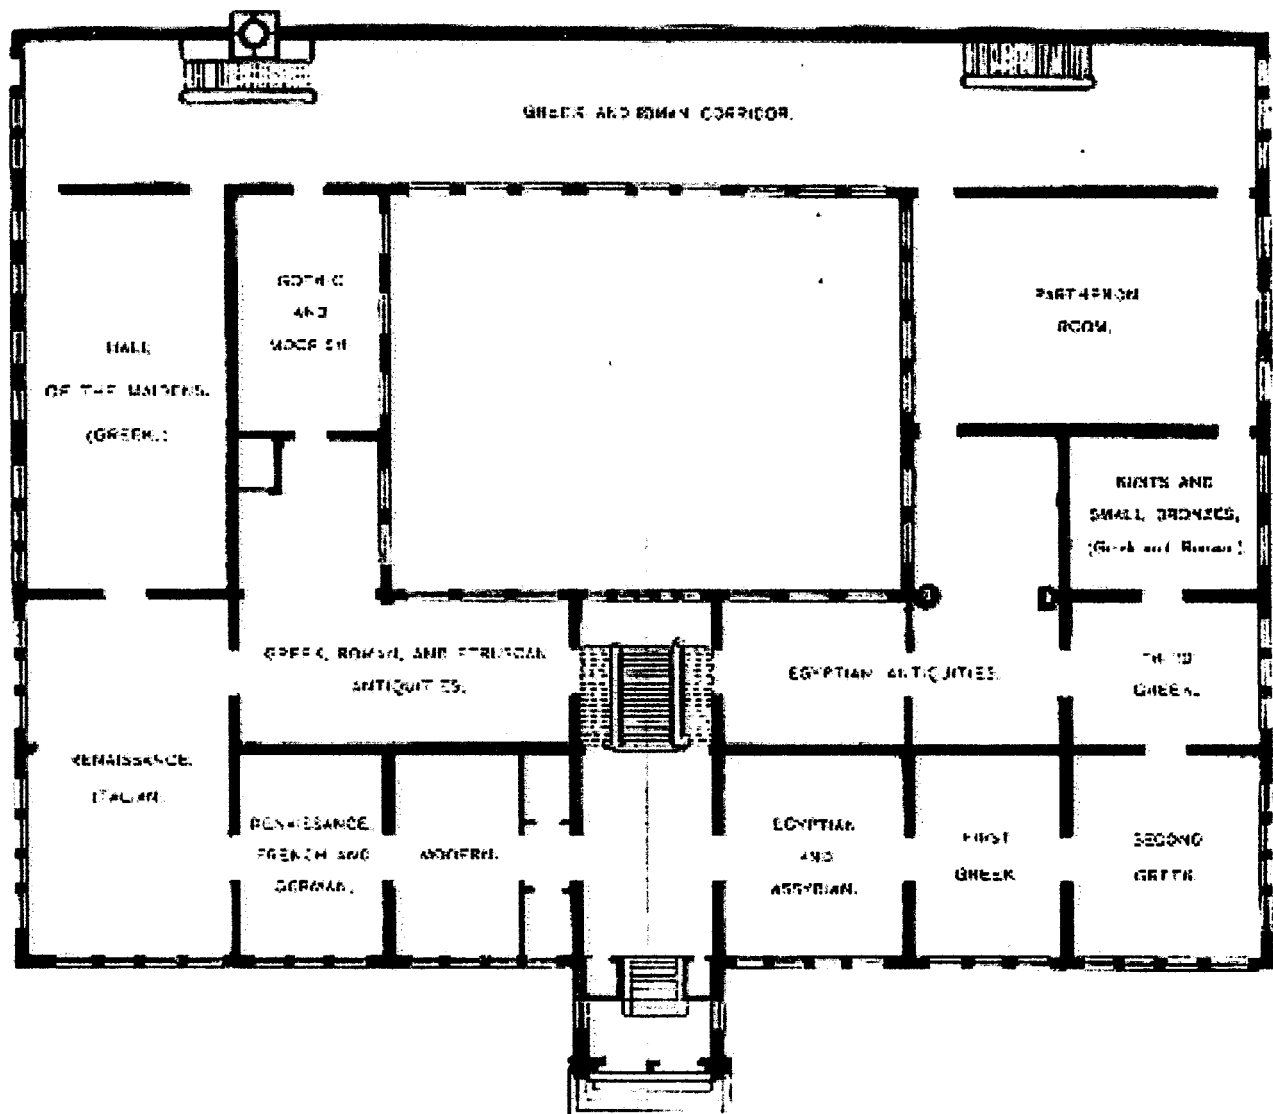 GREEK AND ROMAN CORRIDOR.
GOTHIC
AND
MOORISH
PARTHENON
ROOM.
HALL
OF THE MAIDENS.
(GREEK.)
BUSTS AND
SMALL BRONZES,
(Greek and Roman)
GREEK, ROMAN, AND ETRUSCAN
ANTIQUITIES.
EGYPTIAN ANTIQUITIES.
THIRD
GREEK.
RENAISSANCE.
ITALIAN.
RENAISSANCE.
FRENCH AND
GERMAN.
MODERN.
EGYPTIAN
AND
ASSYRIAN.
FIRST
GREEK
SECOND
GREEK